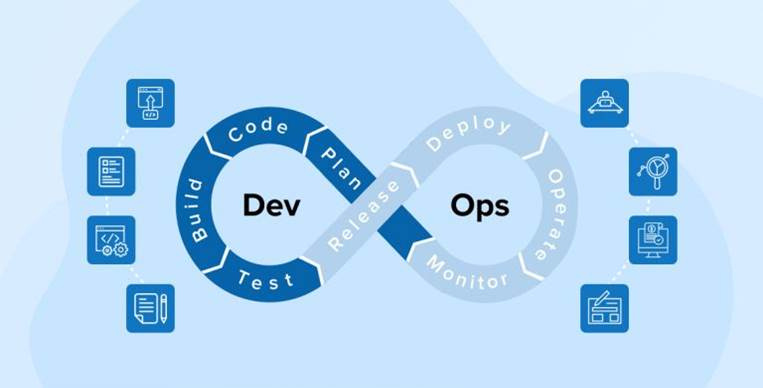 Dev
Ops
Plan
Code
Build
Test
Release
Deploy
Operate
Monitor